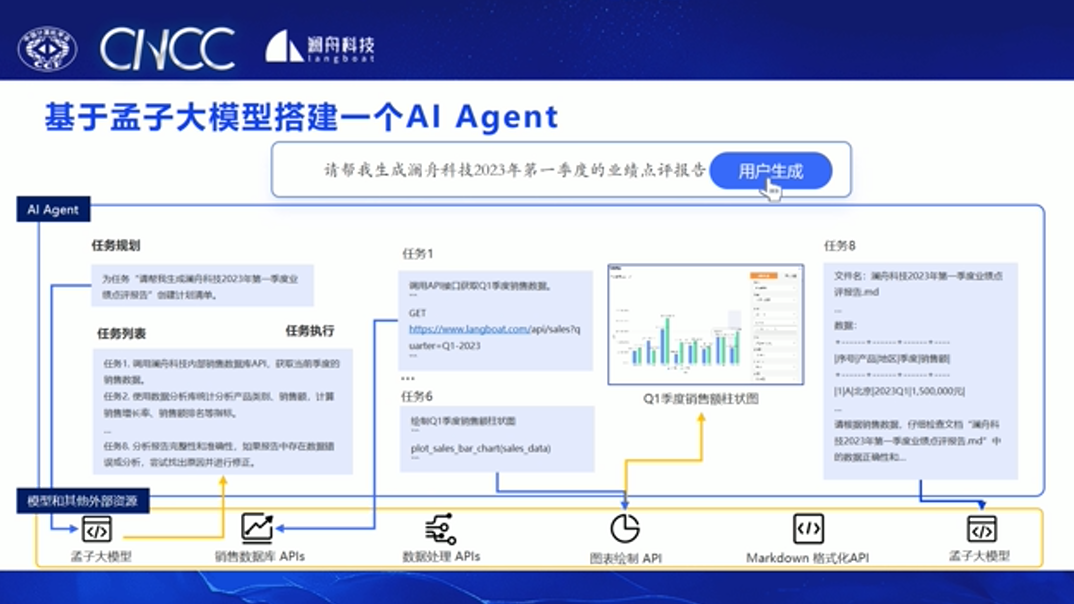 CCF
CNCC
澜舟科技
langboat
基于孟子大模型搭建一个AI Agent
请帮我生成澜舟科技2023年第一季度的业绩点评报告
用户生成
AI Agent
任务规划
为任务“请帮我生成澜舟科技2023年第一季度业
绩点评报告”创建计划清单。
任务列表
任务执行
任务1. 调用澜舟科技内部销售数据库API，获取当前季度的
销售数据。
任务2. 使用数据分析库统计分析产品类别、销售额，计算
销售增长率、销售额排名等指标。
...
任务8. 分析报告完整性和准确性，如果报告中存在数据错
误或分析，尝试找出原因并进行修正。
任务1
调用API接口获取Q1季度销售数据。
```
GET
https://www.langboat.com/api/sales?q
uarter=Q1-2023
```
...
任务6
绘制Q1季度销售额柱状图
```
plot_sales_bar_chart(sales_data)
```
Q1季度销售额柱状图
任务8
文件名：澜舟科技2023年第一季度业绩点
评报告.md
...
数据：
|序号|产品|地区|季度|销售额|
|1|A|北京|2023Q1|1,500,000元|
...
请根据销售数据，仔细检查文档“澜舟科
技2023年第一季度业绩点评报告.md”中
的数据正确性和...
模型和其他外部资源
孟子大模型
销售数据库 APIs
数据处理 APIs
图表绘制 API
Markdown 格式化API
孟子大模型